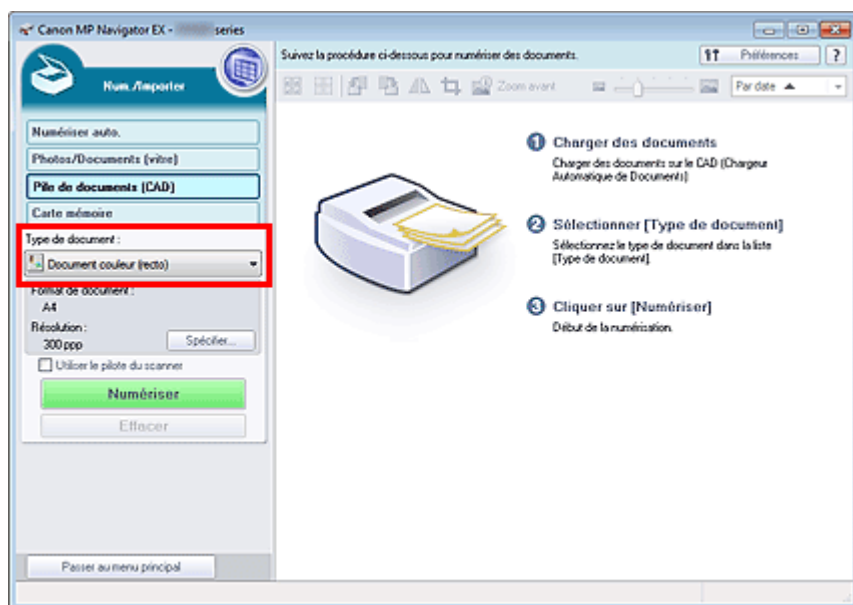 Canon MP Navigator EX - series
Num./Importer
Numériser auto.
Photos/Documents (vitre)
Pile de documents (CAD)
Carte mémoire
Type de document :
Document couleur (recto)
Format de document :
A4
Résolution :
300 ppp
Spécifier...
Utiliser le pilote du scanner
Numériser
Effacer
Passer au menu principal
Suivez la procédure ci-dessous pour numériser des documents.
Préférences
?
Zoom avant
Par date
1 Charger des documents
Charger des documents sur le CAD (Chargeur
Automatique de Documents)
2 Sélectionner [Type de document]
Sélectionnez le type de document dans la liste
[Type de document].
3 Cliquer sur [Numériser]
Début de la numérisation.